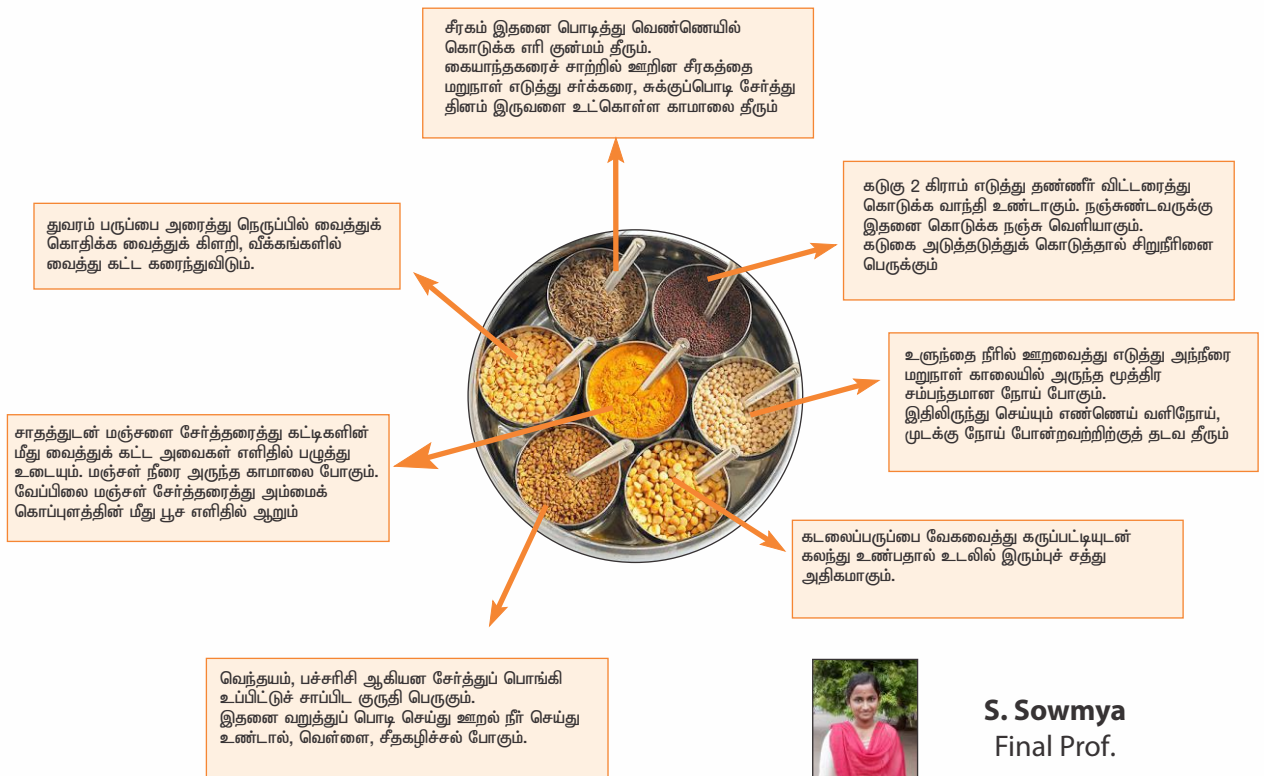 சீரகம் இதனை பொடித்து வெண்ணெயில்
கொடுக்க எரி குன்மம் தீரும்.
கையாந்தகரைச் சாற்றில் ஊறின சீரகத்தை
மறுநாள் எடுத்து சர்க்கரை, சுக்குப்பொடி சேர்த்து
தினம் இருவளை உட்கொள்ள காமாலை தீரும்
கடுகு 2 கிராம் எடுத்து தண்ணீர் விட்டரைத்து
கொடுக்க வாந்தி உண்டாகும். நஞ்சுண்டவருக்கு
இதனை கொடுக்க நஞ்சு வெளியாகும்.
கடுகை அடுத்தடுத்துக் கொடுத்தால் சிறுநீரினை
பெருக்கும்
துவரம் பருப்பை அரைத்து நெருப்பில் வைத்துக்
கொதிக்க வைத்துக் கிளறி, வீக்கங்களில்
வைத்து கட்ட கரைந்துவிடும்.
உளுந்தை நீரில் ஊறவைத்து எடுத்து அந்நீரை
மறுநாள் காலையில் அருந்த மூத்திர
சம்பந்தமான நோய் போகும்.
இதிலிருந்து செய்யும் எண்ணெய் வளிநோய்,
முடக்கு நோய் போன்றவற்றிற்குத் தடவ தீரும்
சாதத்துடன் மஞ்சளை சேர்த்தரைத்து கட்டிகளின்
மீது வைத்துக் கட்ட அவைகள் எளிதில் பழுத்து
உடையும். மஞ்சள் நீரை அருந்த காமாலை போகும்.
வேப்பிலை மஞ்சள் சேர்த்தரைத்து அம்மைக்
கொப்புளத்தின் மீது பூச எளிதில் ஆறும்
கடலைப்பருப்பை வேகவைத்து கருப்பட்டியுடன்
கலந்து உண்பதால் உடலில் இரும்புச் சத்து
அதிகமாகும்.
வெந்தயம், பச்சரிசி ஆகியன சேர்த்துப் பொங்கி
உப்பிட்டுச் சாப்பிட குருதி பெருகும்.
இதனை வறுத்துப் பொடி செய்து ஊறல் நீர் செய்து
உண்டால், வெள்ளை, சீதகழிச்சல் போகும்.
S. Sowmya
Final Prof.